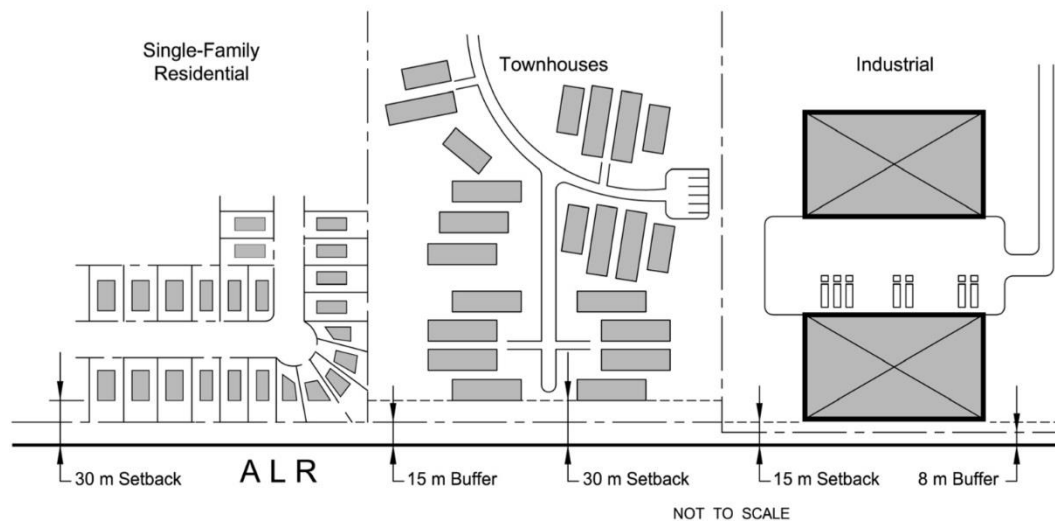 Single-Family
Residential
Townhouses
Industrial
30 m Setback
ALR
15 m Buffer
30 m Setback
15 m Setback
8 m Buffer
NOT TO SCALE